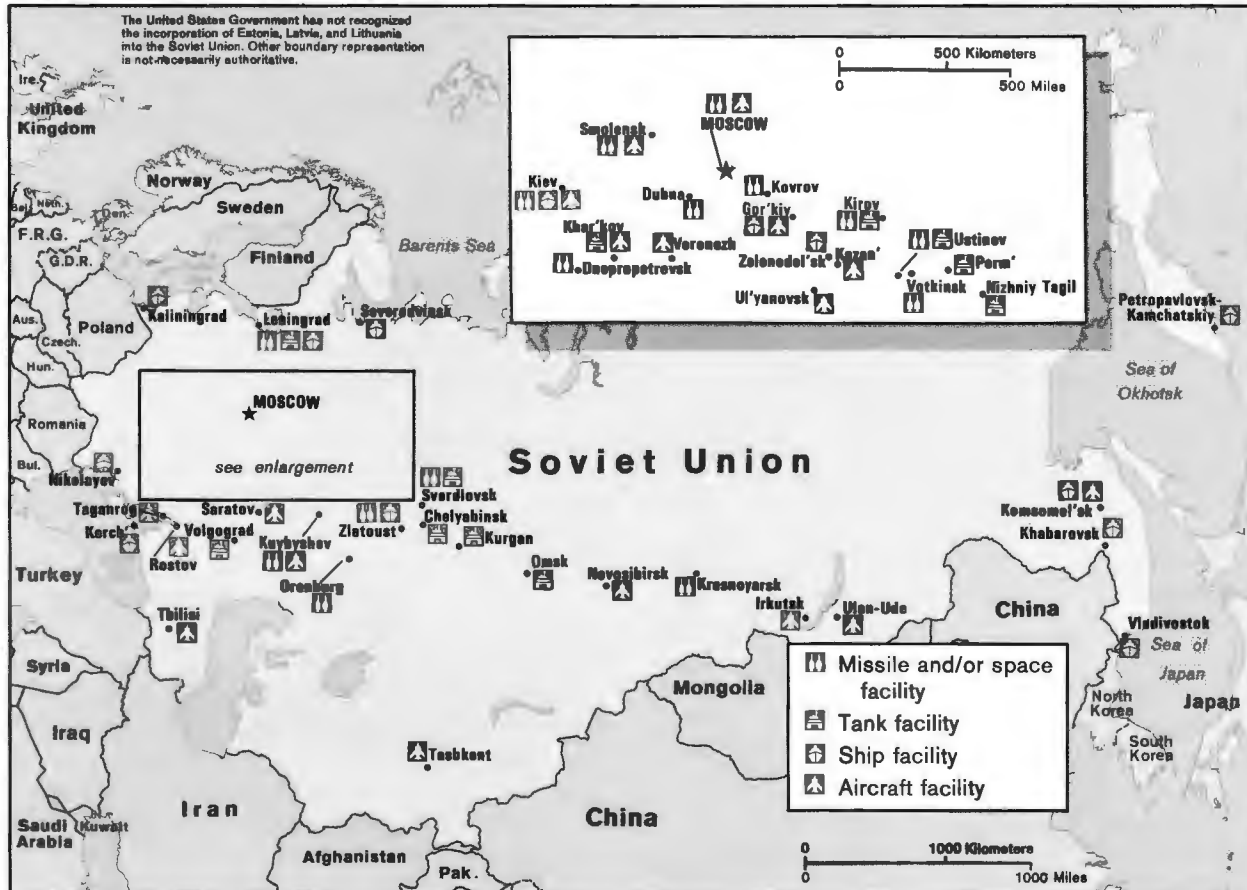 The United States Government has not recognized
the incorporation of Estonia, Latvia, and Lithuania
into the Soviet Union. Other boundary representation
is not necessarily authoritative.
0 500 Kilometers
0 500 Miles
MOSCOW
Smolensk
Kiev
Dubna
Kovrov
Gor'kiy
Kirov
Khar'kov
Voronezh
Ustinov
Dnepropetrovsk
Zelenodol'sk
Kazan'
Perm'
Ul'yanovsk
Votkinsk
Nizhniy Tagil
Ire.
United
Kingdom
Norway
Sweden
Finland
Barents Sea
Bel.
Neth.
Den.
F.R.G.
G.D.R.
Kaliningrad
Leningrad
Severodvinsk
Petropavlovsk-
Kamchatskiy
Aus.
Poland
Czech.
Hun.
Sea of
Okhotsk
MOSCOW
Romania
Soviet Union
see enlargement
Bul.
Nikolayev
Sverdlovsk
Taganrog
Saratov
Komsomol'sk
Kerch'
Volgograd
Kuybyshev
Zlatoust
Chelyabinsk
Kurgan
Khabarovsk
Rostov
Omsk
Novosibirsk
Krasnoyarsk
Turkey
Orenburg
Irkutsk
Ulan-Ude
China
Tbilisi
Vladivostok
Sea of
Japan
Syria
Mongolia
North
Korea
Japan
Iraq
South
Korea
Tashkent
Iran
China
Saudi
Arabia
Kuwait
Afghanistan
Pak.
Missile and/or space
facility
Tank facility
Ship facility
Aircraft facility
0 1000 Kilometers
0 1000 Miles